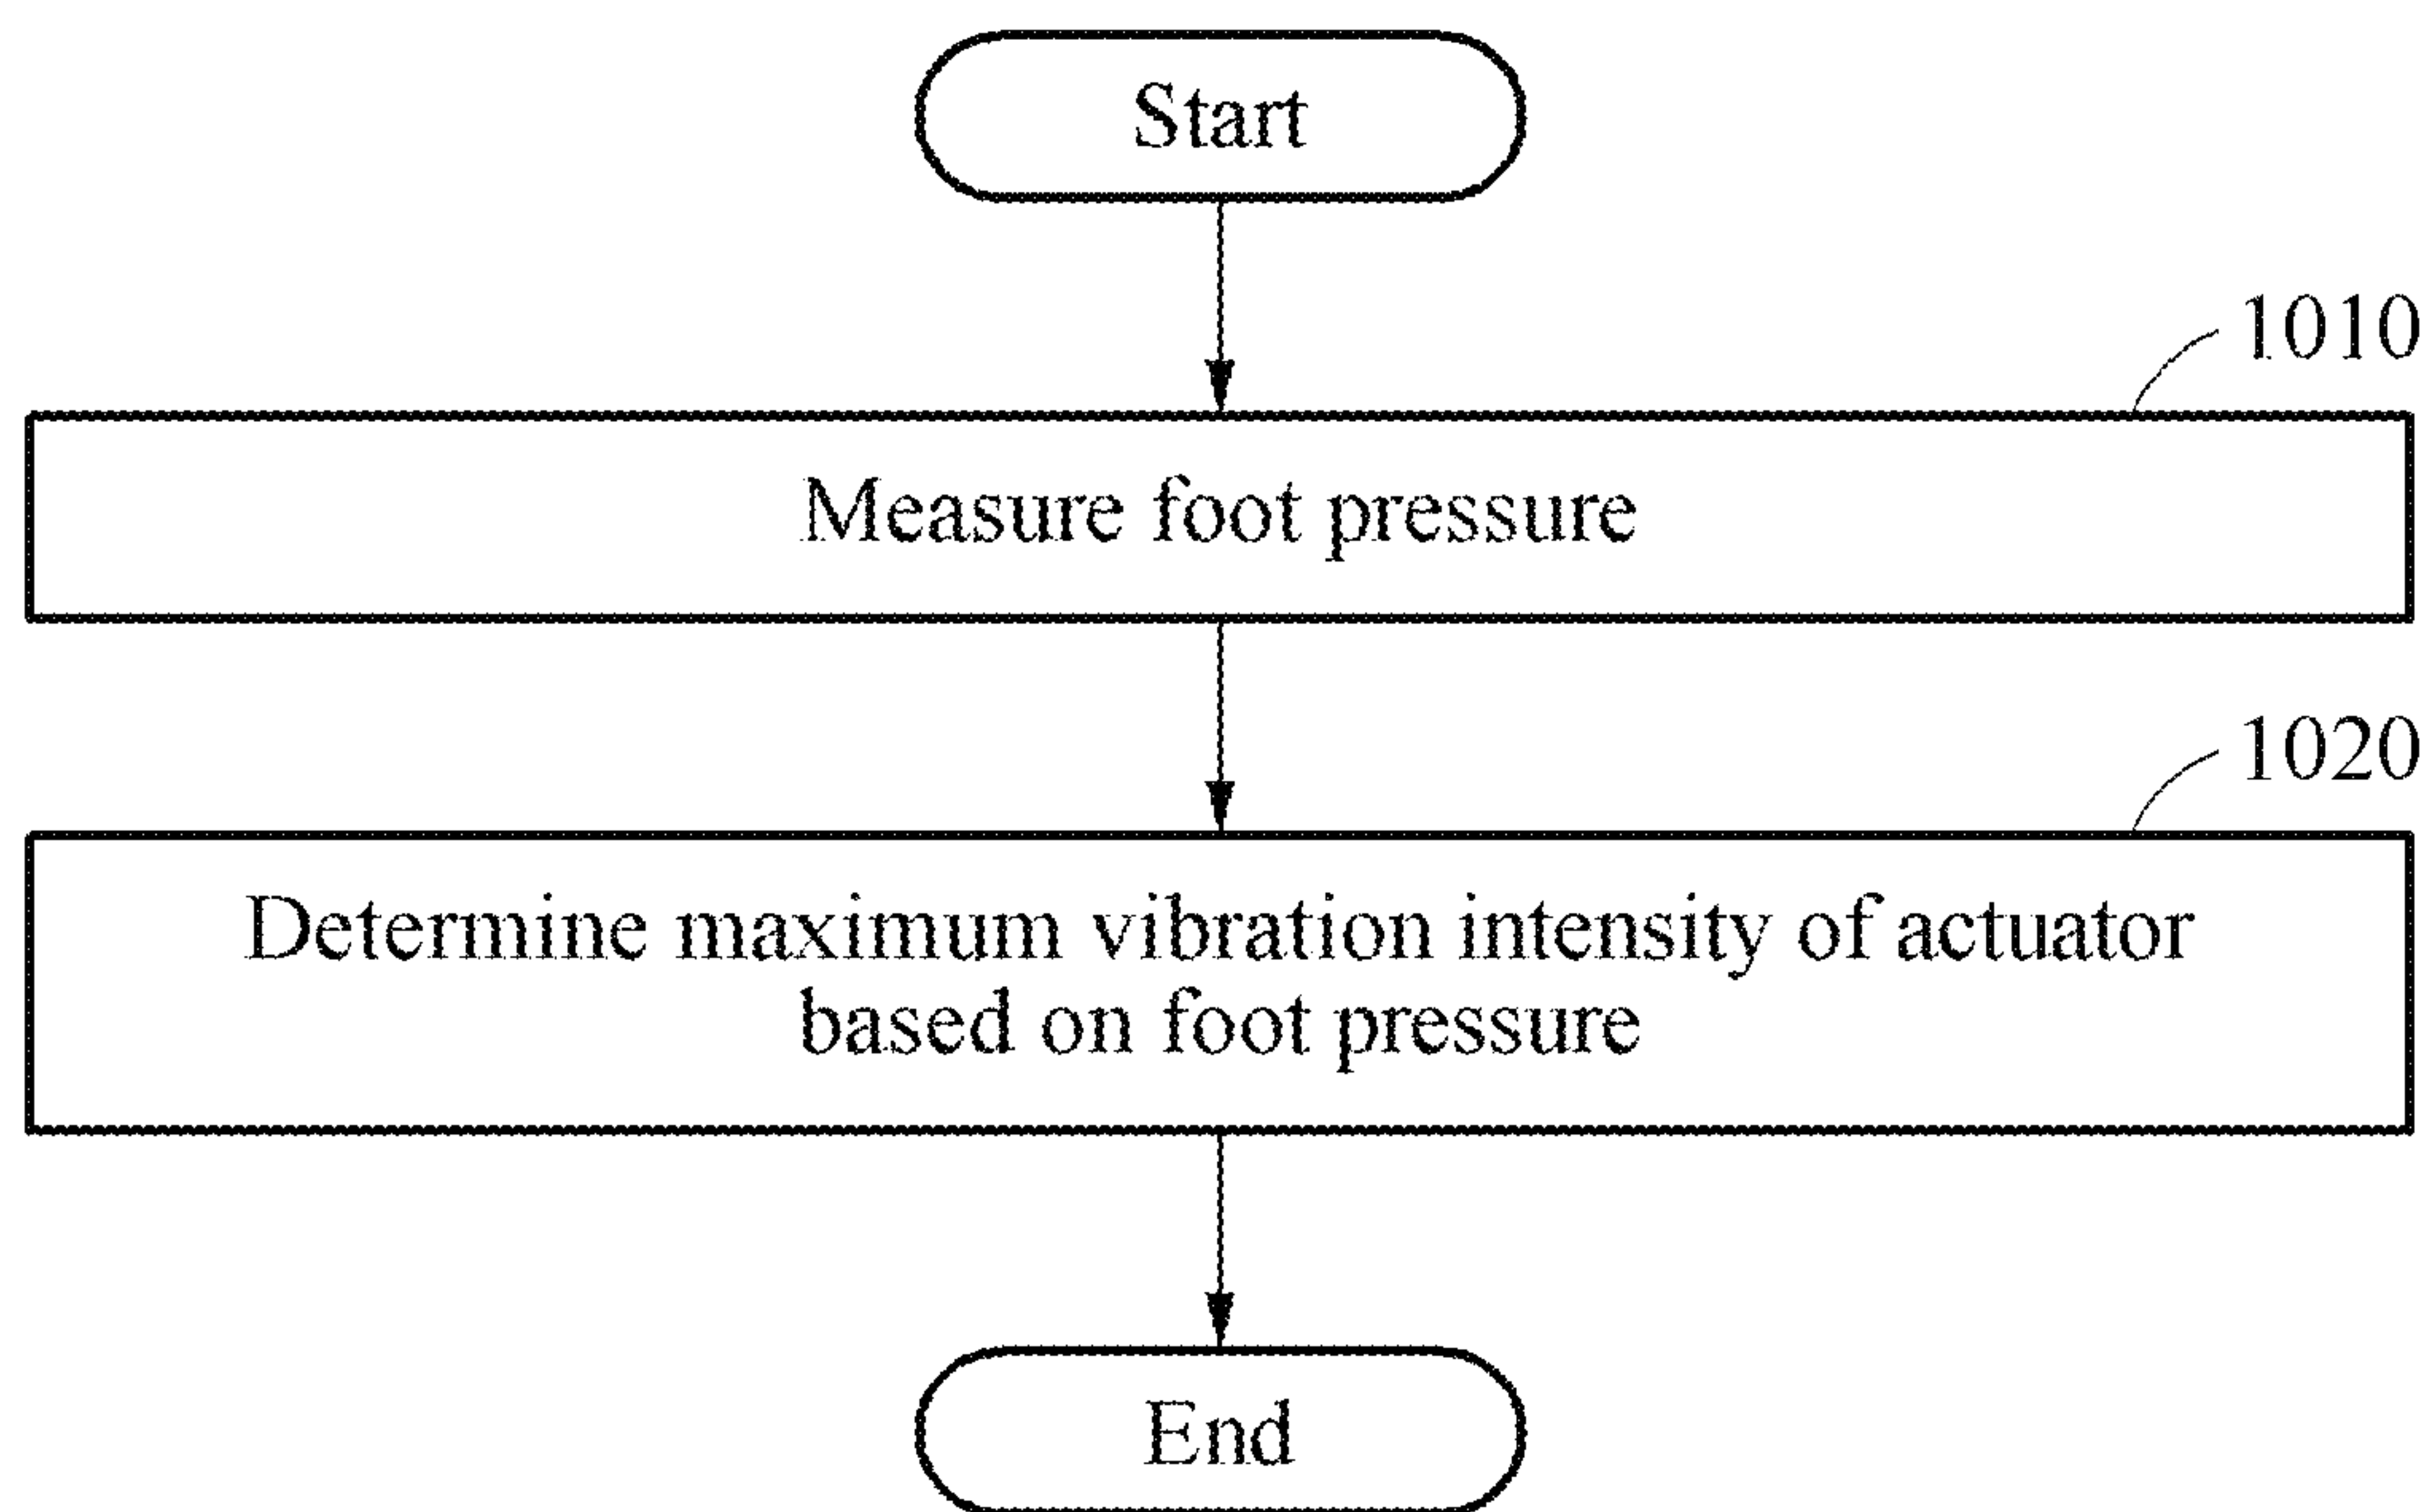 Start
1010
Measure foot pressure
1020
Determine maximum vibration intensity of actuator
based on foot pressure
End